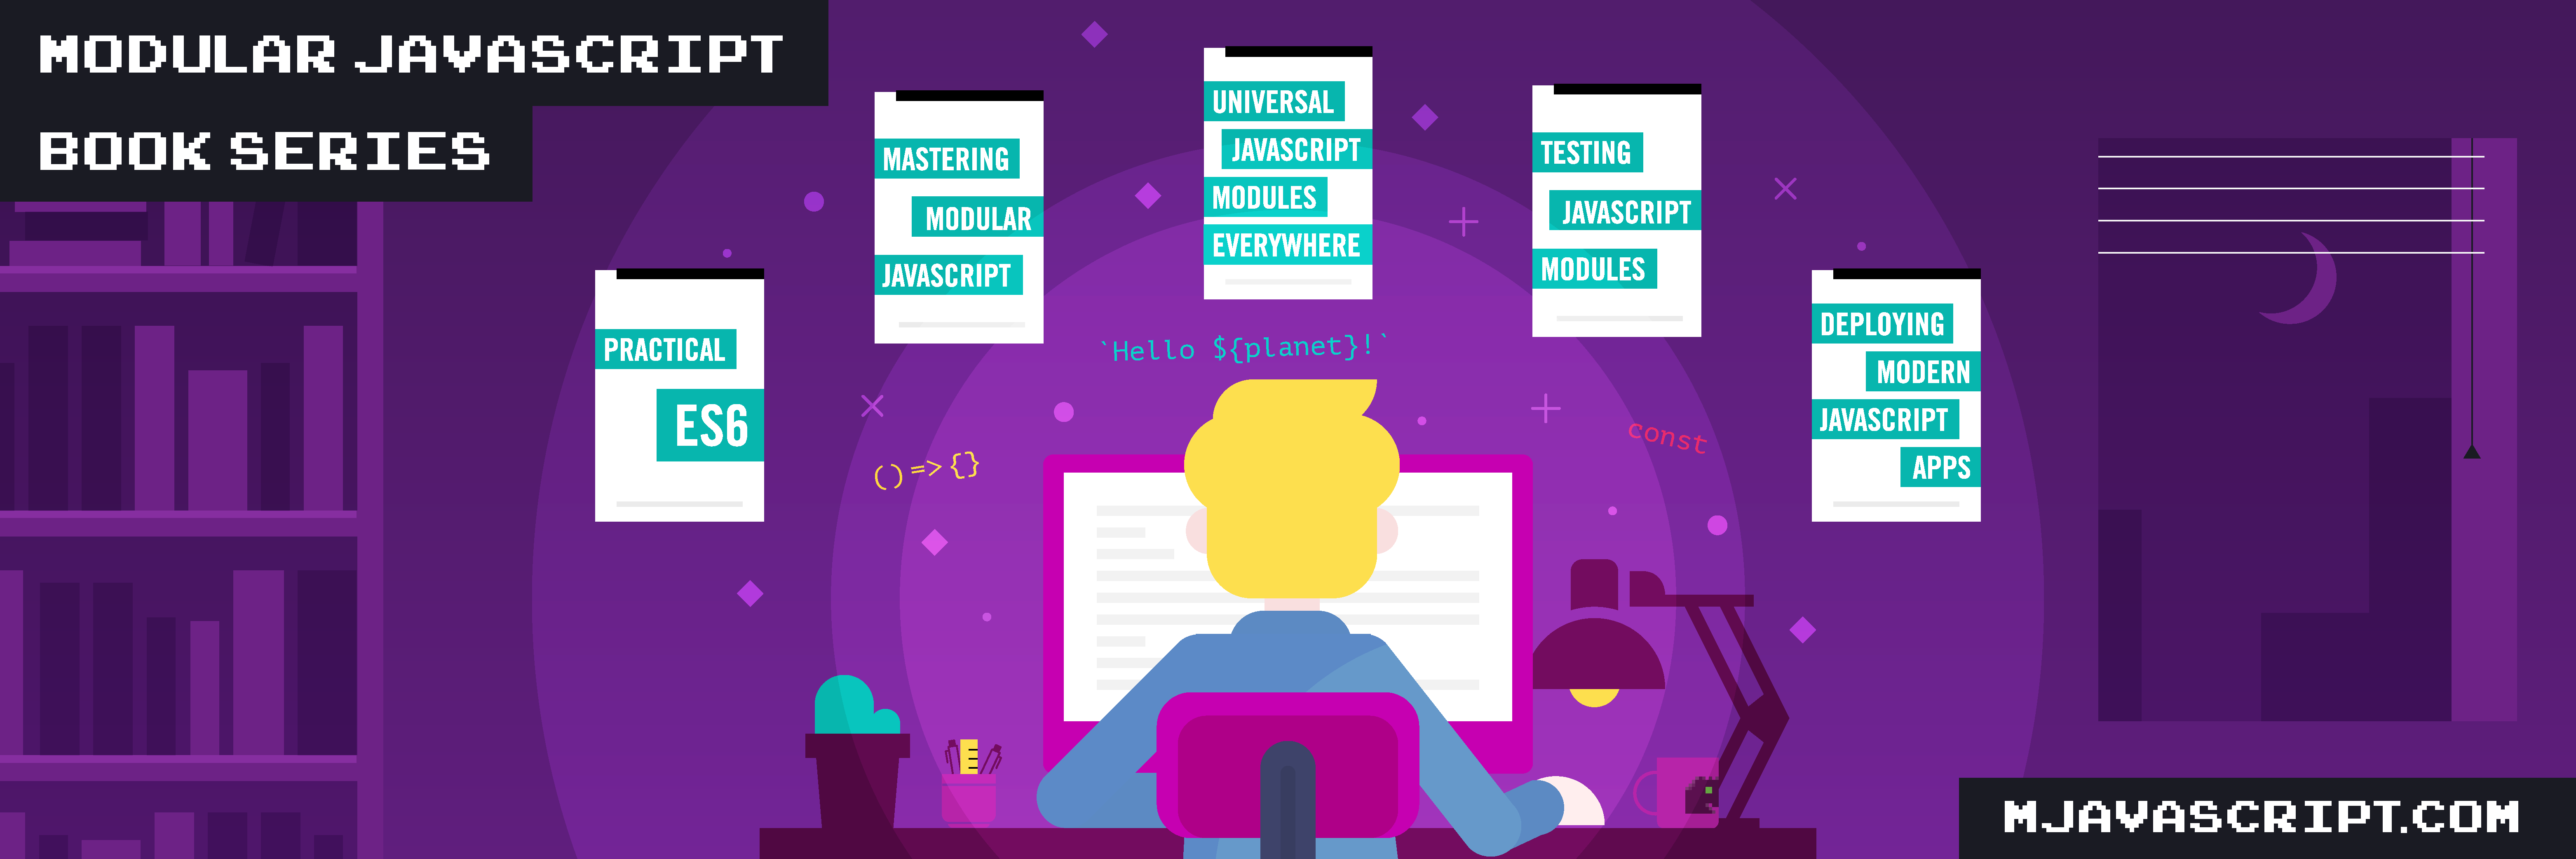 MODULAR JAVASCRIPT
BOOK SERIES
PRACTICAL
ES6
MASTERING
MODULAR
JAVASCRIPT
UNIVERSAL
JAVASCRIPT
MODULES
EVERYWHERE
TESTING
JAVASCRIPT
MODULES
DEPLOYING
MODERN
JAVASCRIPT
APPS
`Hello ${planet}!`
() => {}
const
MJAVASCRIPT.COM